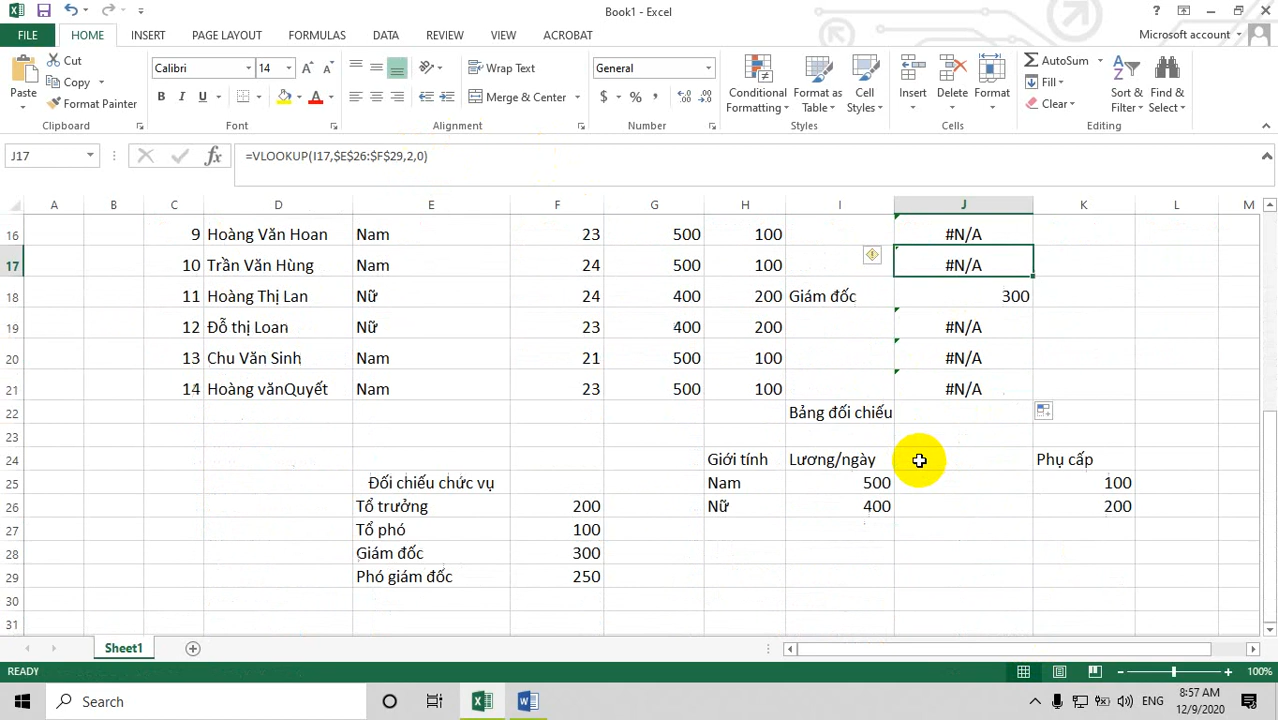 Book1 - Excel
FILE HOME INSERT PAGE LAYOUT FORMULAS DATA REVIEW VIEW ACROBAT Microsoft account
Cut
Copy
Format Painter
Paste
Clipboard
Calibri 14
B I U
Font
Wrap Text
Merge & Center
Alignment
General
$ % ,
Number
Conditional Formatting
Format as Table
Cell Styles
Styles
Insert Delete Format
Cells
AutoSum
Fill
Clear
Sort & Filter
Find & Select
Editing
J17 fx =VLOOKUP(I17,$E$26:$F$29,2,0)
A B C D E F G H I J K L M
16 9 Hoàng Văn Hoan Nam 23 500 100 #N/A
17 10 Trần Văn Hùng Nam 24 500 100 #N/A
18 11 Hoàng Thị Lan Nữ 24 400 200 Giám đốc 300
19 12 Đỗ thị Loan Nữ 23 400 200 #N/A
20 13 Chu Văn Sinh Nam 21 500 100 #N/A
21 14 Hoàng vănQuyết Nam 23 500 100 #N/A
22 Bảng đối chiếu
23
24 Giới tính Lương/ngày Phụ cấp
25 Đối chiếu chức vụ Nam 500 100
26 Tổ trưởng 200 Nữ 400 200
27 Tổ phó 100
28 Giám đốc 300
29 Phó giám đốc 250
30
31
Sheet1
READY 100%
Search ENG 8:57 AM
12/9/2020